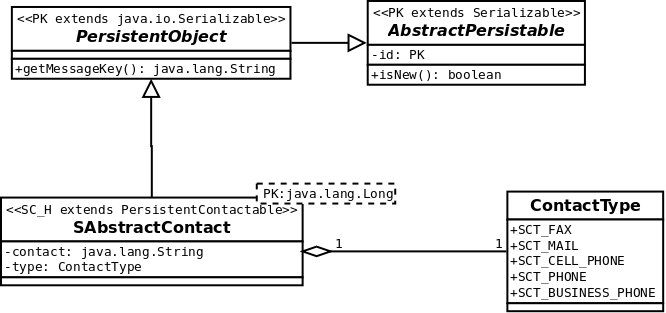 <<PK extends java.io.Serializable>>
PersistentObject
+getMessageKey(): java.lang.String
<<PK extends Serializable>>
AbstractPersistable
-id: PK
+isNew(): boolean
PK:java.lang.Long
<<SC_H extends PersistentContactable>>
SAbstractContact
-contact: java.lang.String
-type: ContactType
1
1
ContactType
+SCT_FAX
+SCT_MAIL
+SCT_CELL_PHONE
+SCT_PHONE
+SCT_BUSINESS_PHONE